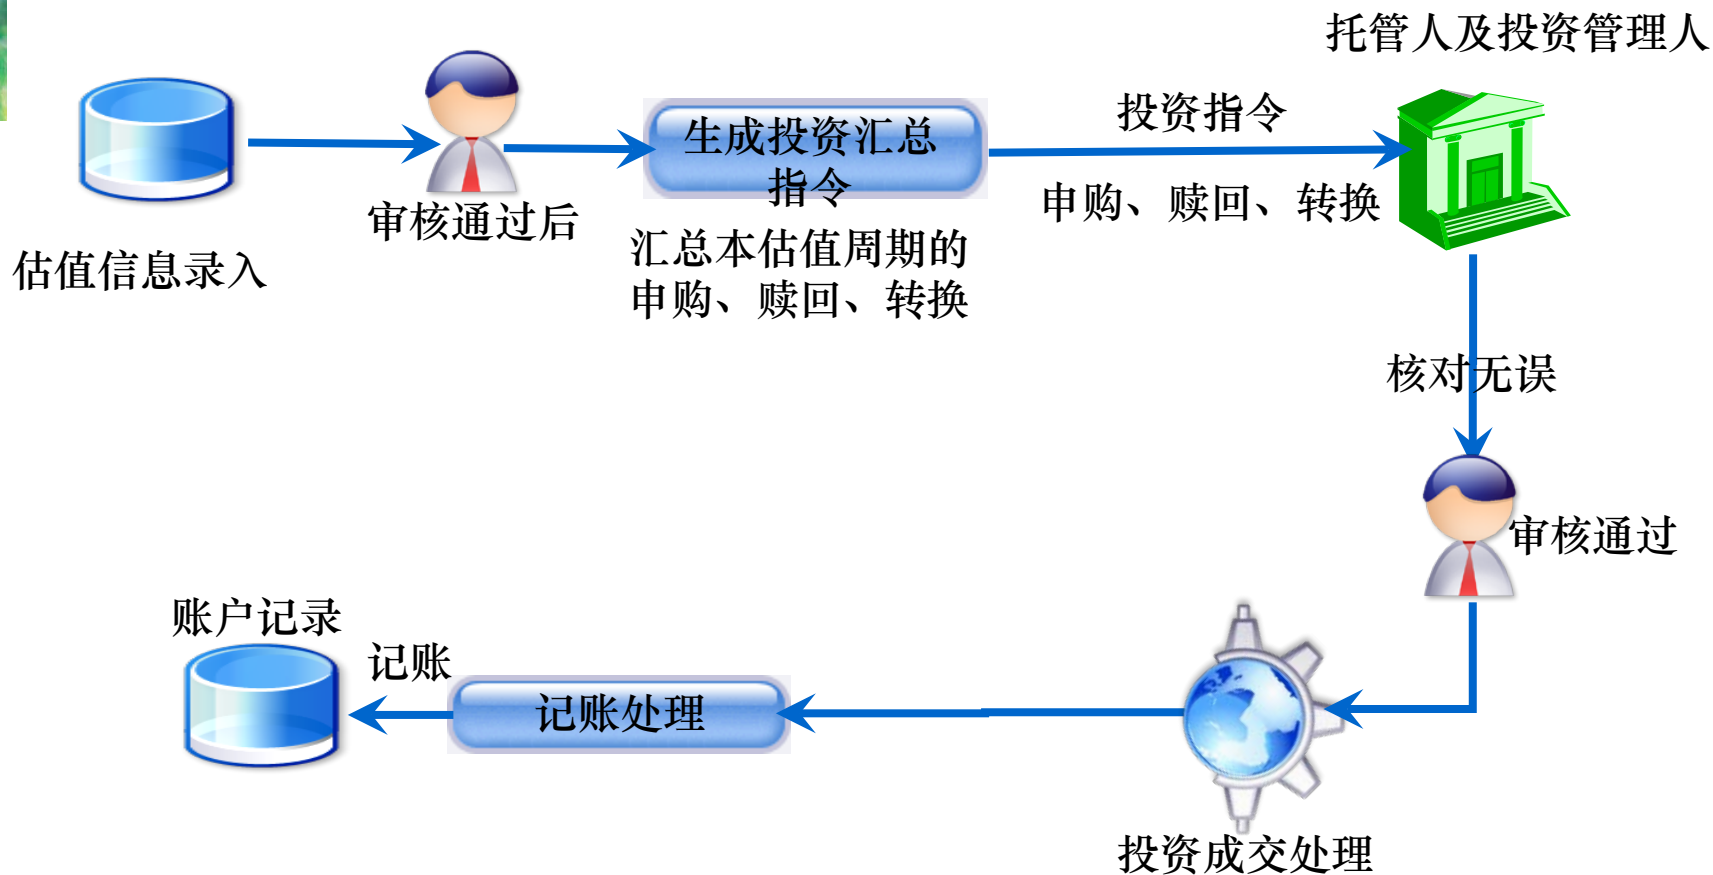 托管人及投资管理人
投资指令
生成投资汇总
指令
申购、赎回、转换
审核通过后
估值信息录入
汇总本估值周期的
申购、赎回、转换
核对无误
审核通过
账户记录
记账
记账处理
投资成交处理